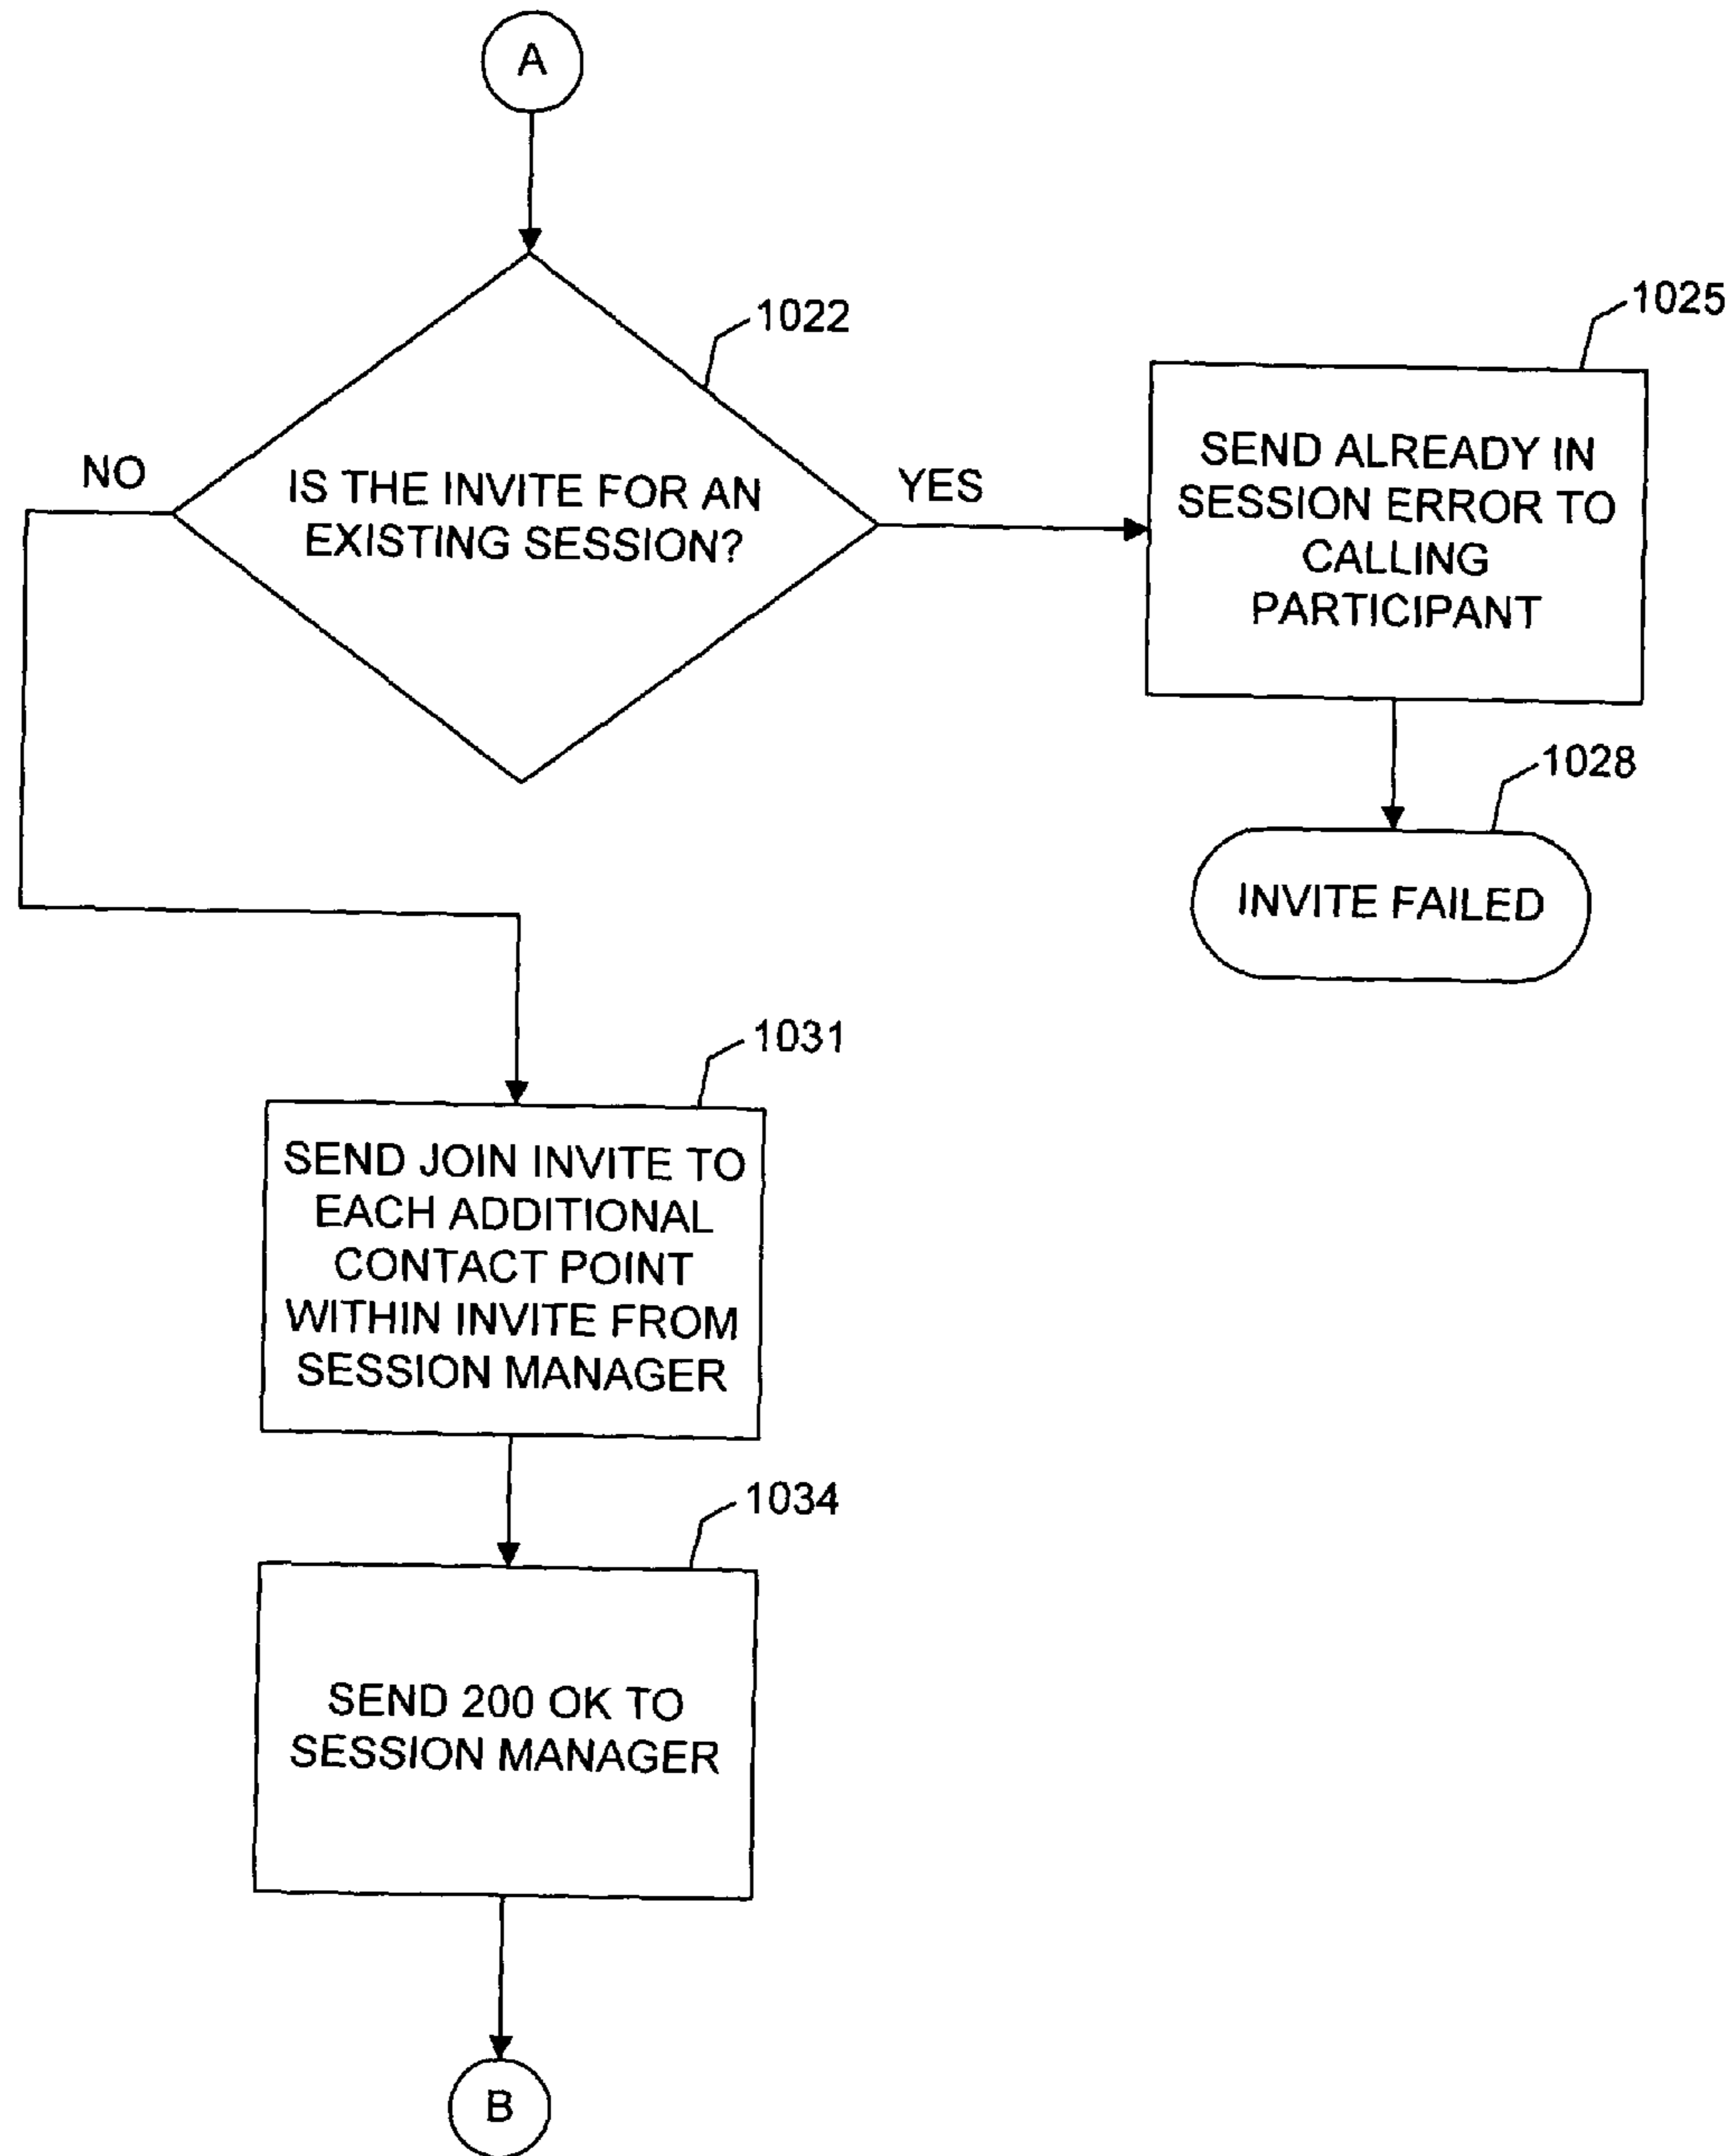 A
1022
1025
NO
IS THE INVITE FOR AN
EXISTING SESSION?
YES
SEND ALREADY IN
SESSION ERROR TO
CALLING
PARTICIPANT
1028
INVITE FAILED
1031
SEND JOIN INVITE TO
EACH ADDITIONAL
CONTACT POINT
WITHIN INVITE FROM
SESSION MANAGER
1034
SEND 200 OK TO
SESSION MANAGER
B